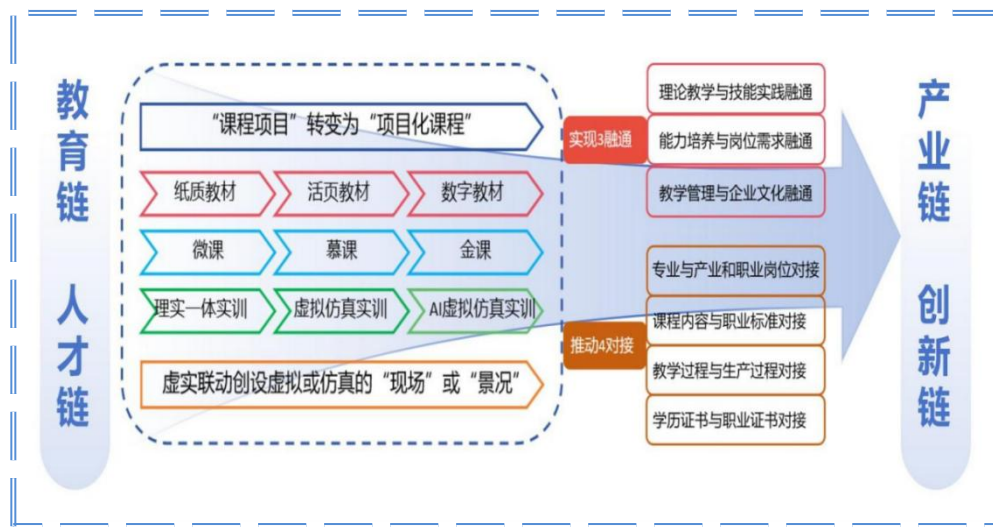 教育链 人才链
“课程项目”转变为“项目化课程”
纸质教材
活页教材
数字教材
微课
慕课
金课
理实一体实训
虚拟仿真实训
AI虚拟仿真实训
虚实联动创设虚拟或仿真的“现场”或“景况”
实现3融通
理论教学与技能实践融通
能力培养与岗位需求融通
教学管理与企业文化融通
推动4对接
专业与产业和职业岗位对接
课程内容与职业标准对接
教学过程与生产过程对接
学历证书与职业证书对接
产业链 创新链